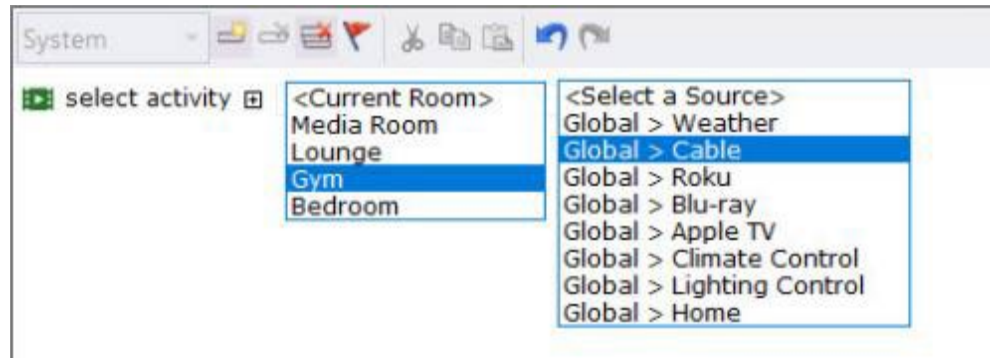 System
select activity
<Current Room>
Media Room
Lounge
Gym
Bedroom
<Select a Source>
Global > Weather
Global > Cable
Global > Roku
Global > Blu-ray
Global > Apple TV
Global > Climate Control
Global > Lighting Control
Global > Home